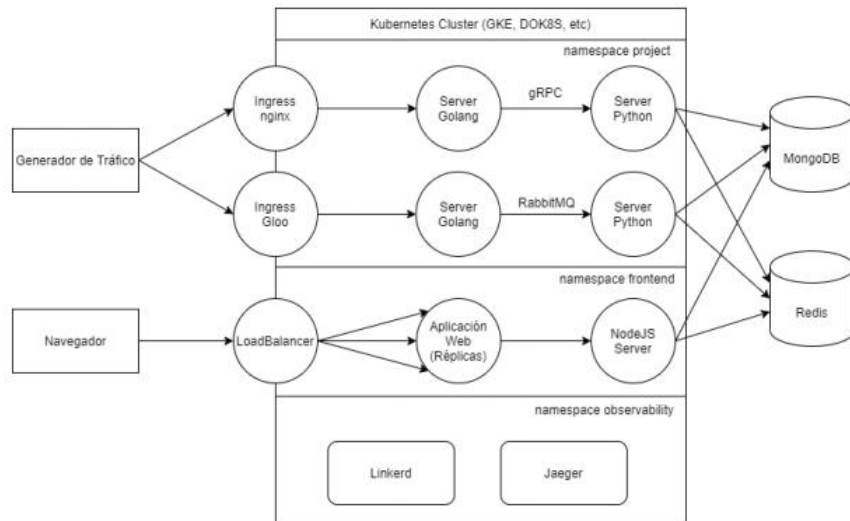 Kubernetes Cluster (GKE, DOK8S, etc)
namespace project
Ingress
nginx
Server
Golang
gRPC
Server
Python
Generador de Tráfico
MongoDB
Ingress
Gloo
Server
Golang
RabbitMQ
Server
Python
namespace frontend
Navegador
LoadBalancer
Aplicación
Web
(Réplicas)
NodeJS
Server
Redis
namespace observability
Linkerd
Jaeger